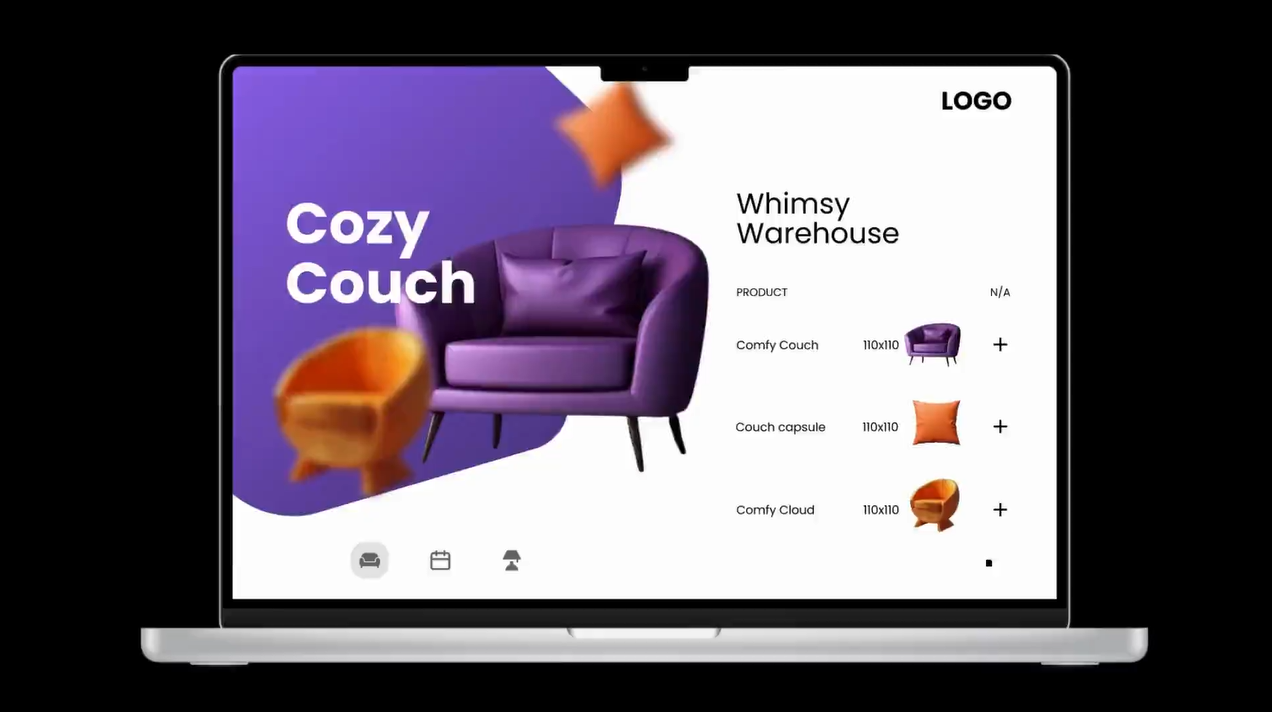 LOGO
Cozy
Couch
Whimsy
Warehouse
PRODUCT N/A
Comfy Couch 110x110 +
Couch capsule 110x110 +
Comfy Cloud 110x110 +